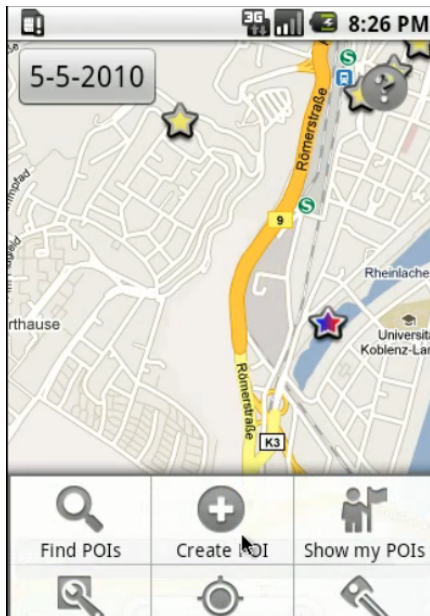 3G 8:26 PM
5-5-2010
?
S
Römerstraße
S
9
Rheinlache
rthause
Universit
Koblenz-La
Römerstraße
K3
Find POIs
Create POI
Show my POIs